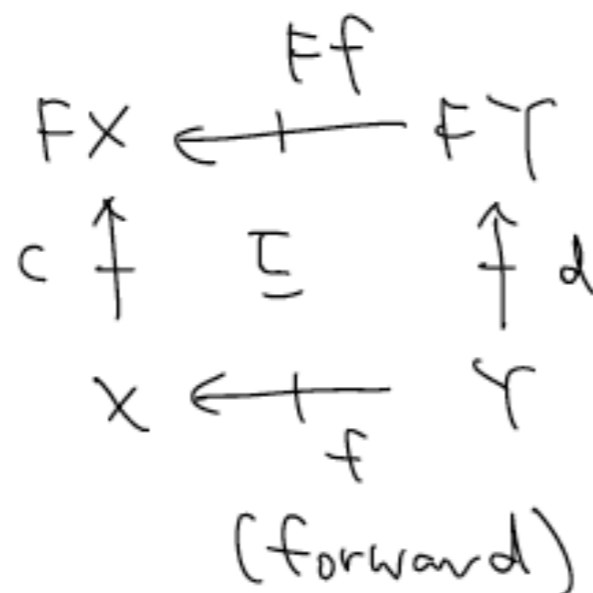 Ff
FX ⇸ FY
c ⊑ d
X ⇸ Y
f
(forward)